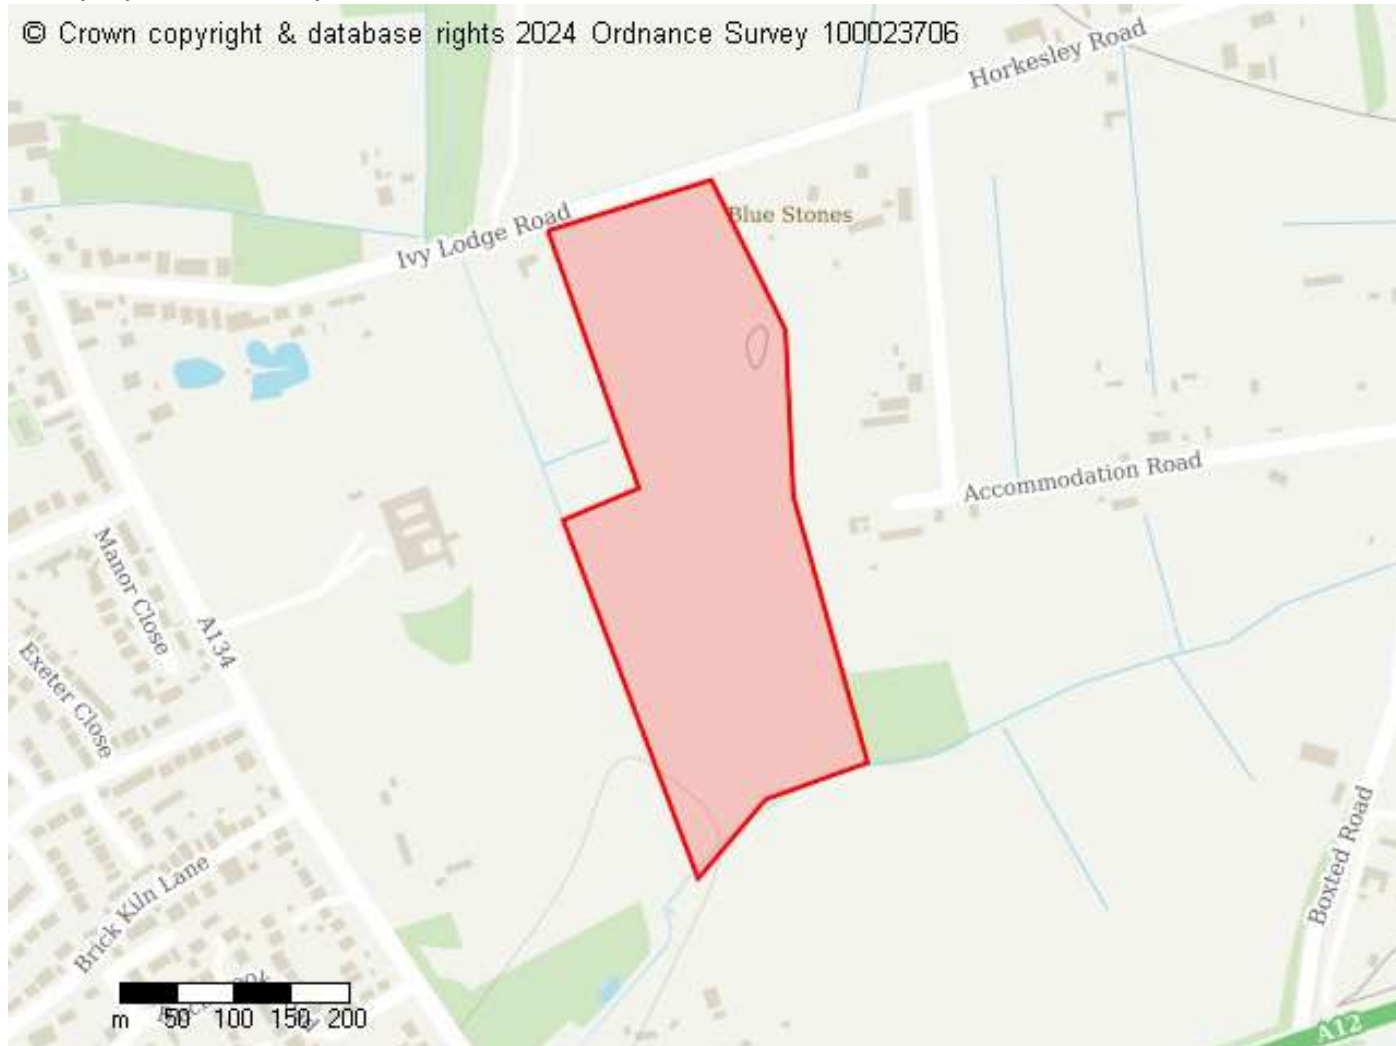 © Crown copyright & database rights 2024 Ordnance Survey 100023706
Horkesley Road
Blue Stones
Ivy Lodge Road
Accommodation Road
Manor Close
A134
Exeter Close
Boxted Road
Brick Kiln Lane
m 50 100 150 200
A12